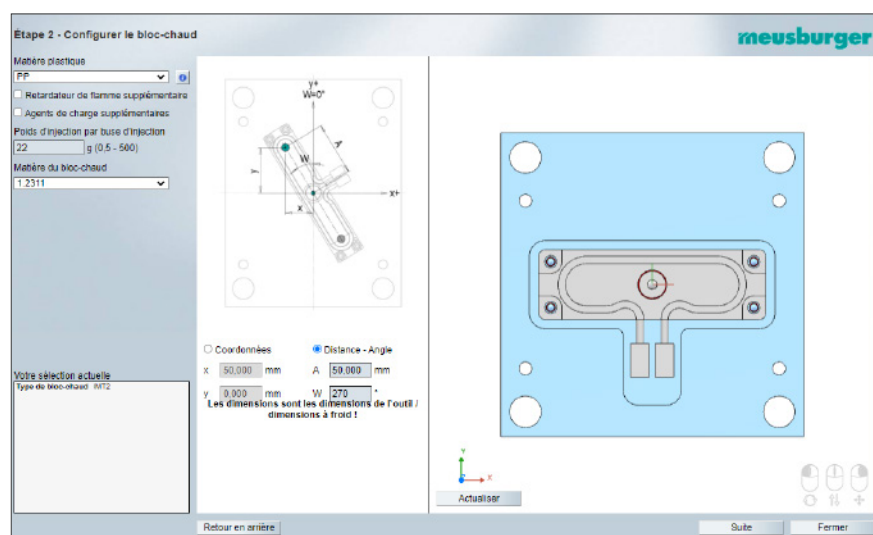 Étape 2 - Configurer le bloc-chaud
meusburger
Matière plastique
PP
Retardateur de flamme supplémentaire
Agents de charge supplémentaires
Poids d'injection par buse d'injection
22 g (0,5 - 500)
Matière du bloc-chaud
1.2311
Votre sélection actuelle
Type de bloc-chaud IMT2
y+
W=0°
A
W
y
x+
x
Coordonnées Distance - Angle
x 50,000 mm A 50,000 mm
y 0,000 mm W 270 °
Les dimensions sont les dimensions de l'outil /
dimensions à froid !
Y
X
Actualiser
Retour en arrière Suite Fermer